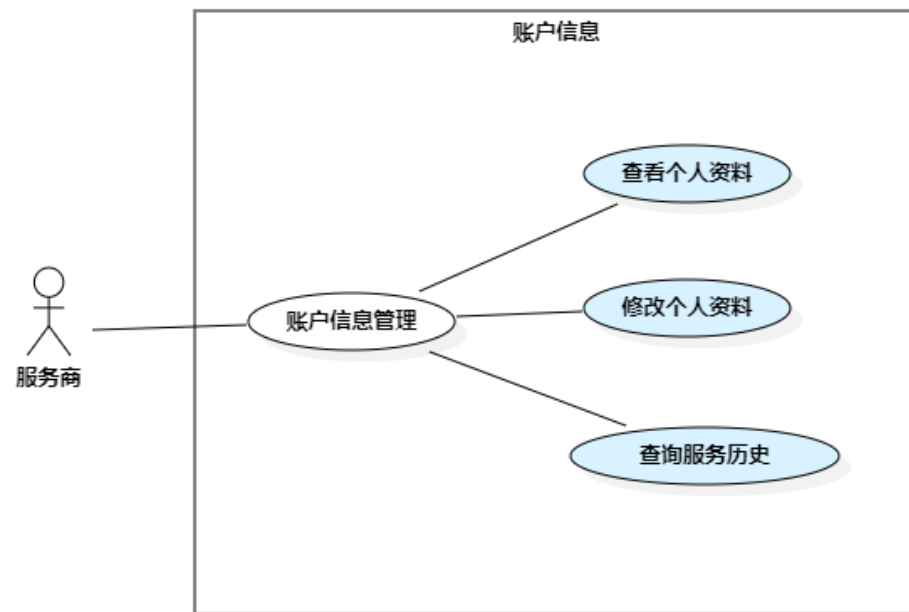 账户信息
查看个人资料
修改个人资料
账户信息管理
服务商
查询服务历史